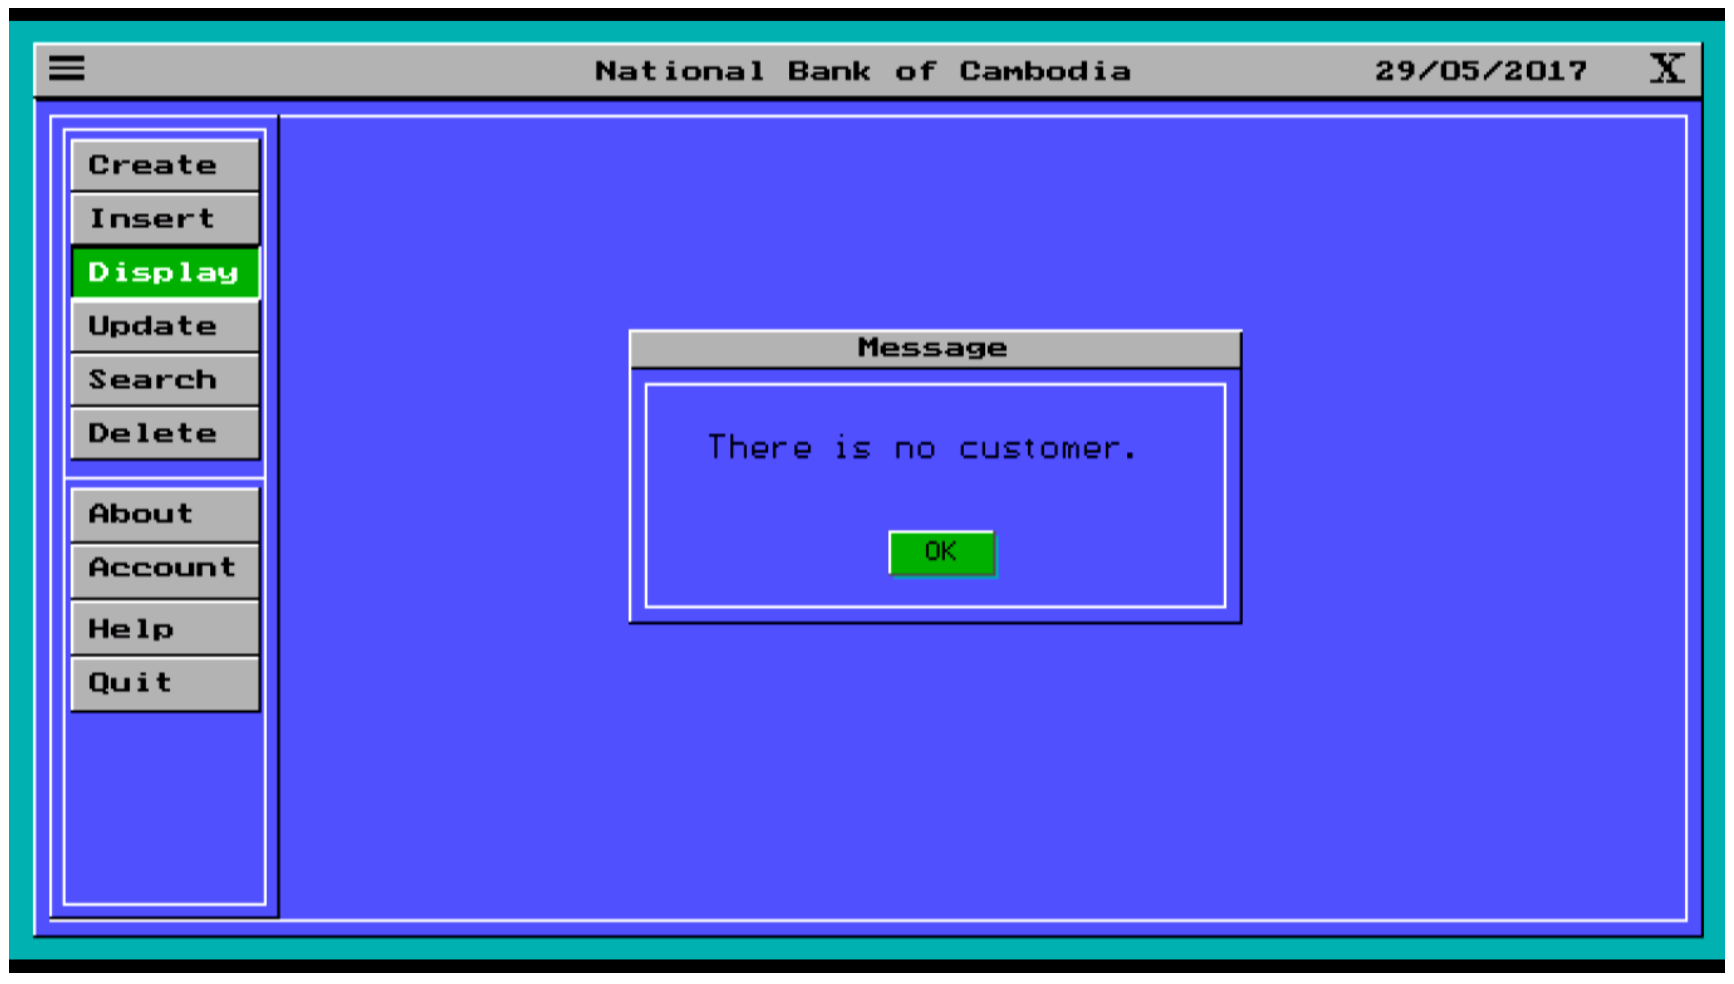 National Bank of Cambodia 29/05/2017 X
Create
Insert
Display
Update
Search
Delete
About
Account
Help
Quit
Message
There is no customer.
OK